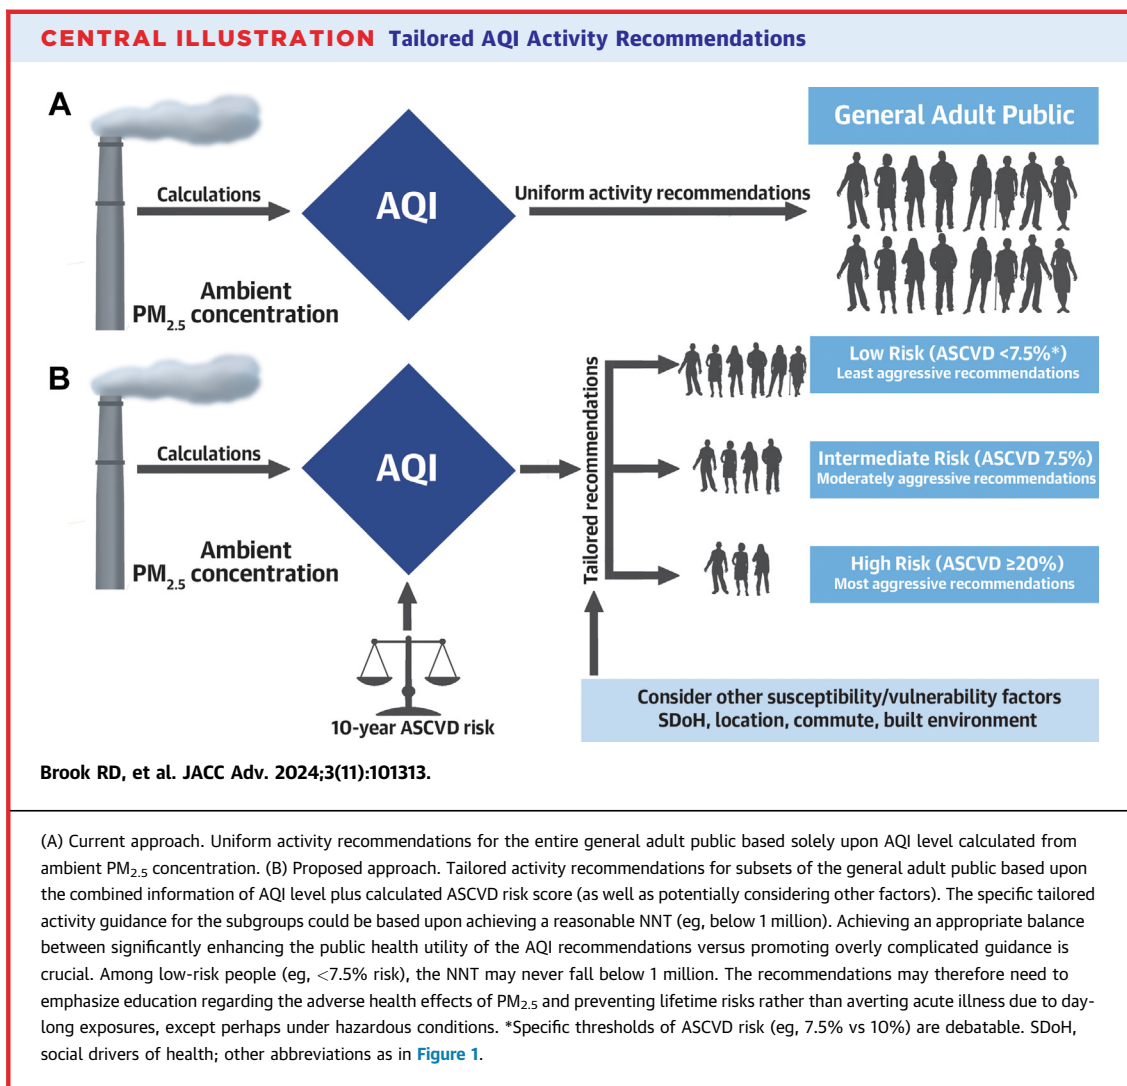 CENTRAL ILLUSTRATION Tailored AQI Activity Recommendations
A
Calculations
AQI
Ambient
PM2.5 concentration
Uniform activity recommendations
General Adult Public
B
Calculations
AQI
Ambient
PM2.5 concentration
10-year ASCVD risk
Tailored recommendations
Low Risk (ASCVD <7.5%*)
Least aggressive recommendations
Intermediate Risk (ASCVD 7.5%)
Moderately aggressive recommendations
High Risk (ASCVD ≥20%)
Most aggressive recommendations
Consider other susceptibility/vulnerability factors
SDoH, location, commute, built environment
Brook RD, et al. JACC Adv. 2024;3(11):101313.
(A) Current approach. Uniform activity recommendations for the entire general adult public based solely upon AQI level calculated from
ambient PM2.5 concentration. (B) Proposed approach. Tailored activity recommendations for subsets of the general adult public based upon
the combined information of AQI level plus calculated ASCVD risk score (as well as potentially considering other factors). The specific tailored
activity guidance for the subgroups could be based upon achieving a reasonable NNT (eg, below 1 million). Achieving an appropriate balance
between significantly enhancing the public health utility of the AQI recommendations versus promoting overly complicated guidance is
crucial. Among low-risk people (eg, <7.5% risk), the NNT may never fall below 1 million. The recommendations may therefore need to
emphasize education regarding the adverse health effects of PM2.5 and preventing lifetime risks rather than averting acute illness due to day-
long exposures, except perhaps under hazardous conditions. *Specific thresholds of ASCVD risk (eg, 7.5% vs 10%) are debatable. SDoH,
social drivers of health; other abbreviations as in Figure 1.